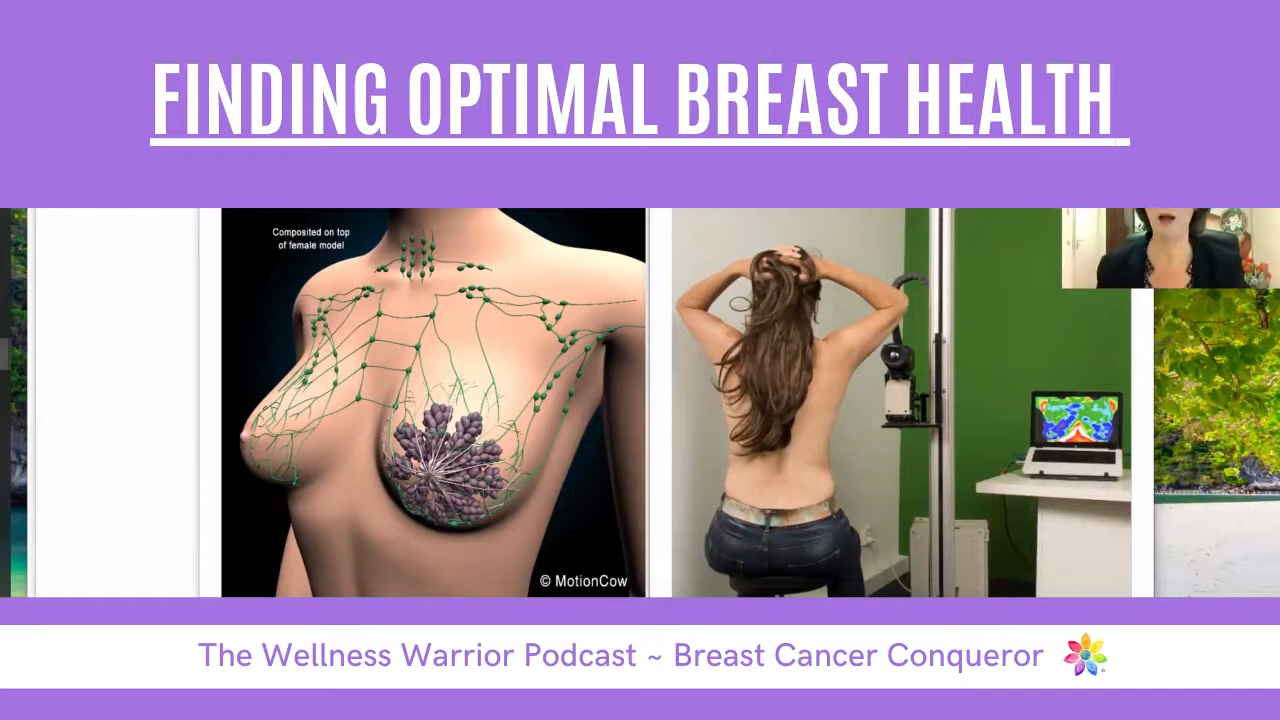 FINDING OPTIMAL BREAST HEALTH
Composited on top
of female model
© MotionCow
The Wellness Warrior Podcast ~ Breast Cancer Conqueror